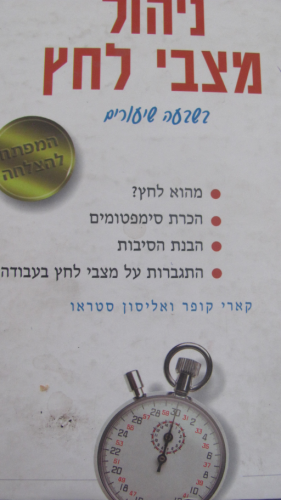 ניהול
מצבי לחץ
בשבעה שיעורים
המפתח
להצלחה
מהוא לחץ?
הכרת סימפטומים
הבנת הסיבות
התגברות על מצבי לחץ בעבודה
קארי קופר ואליסון סטראו